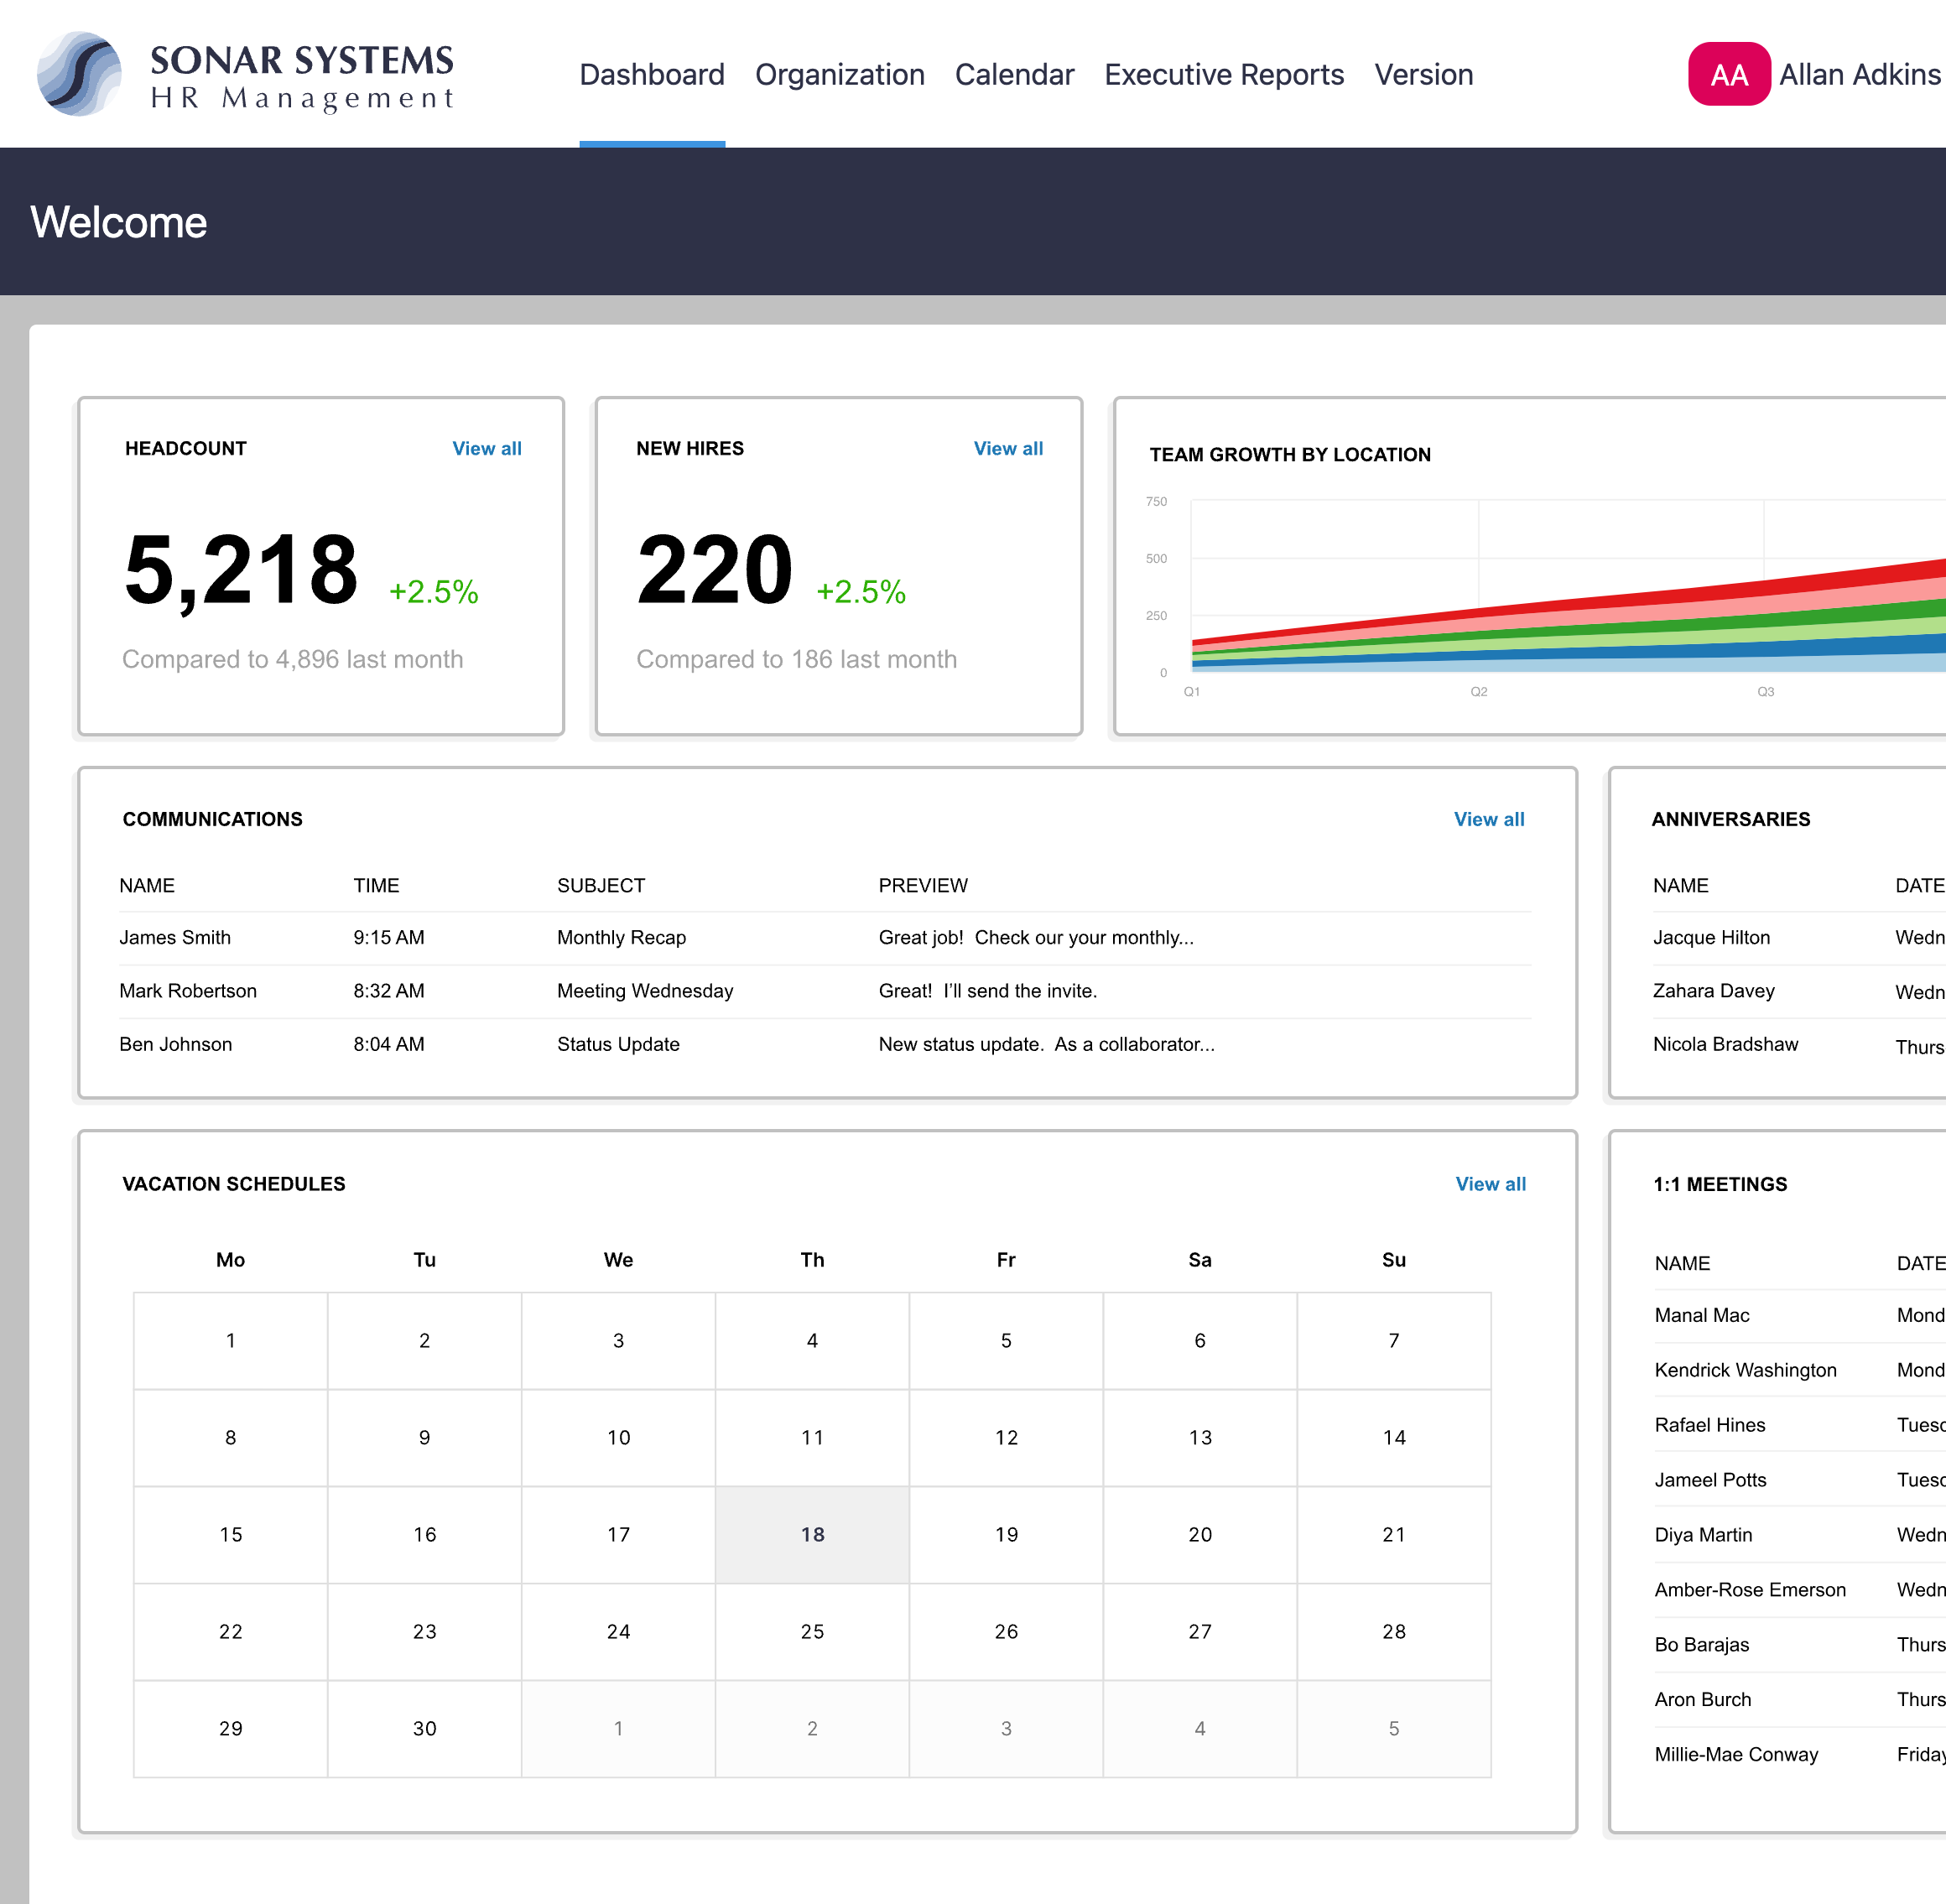 SONAR SYSTEMS
HR Management
Dashboard Organization Calendar Executive Reports Version
AA Allan Adkins
Welcome
HEADCOUNT View all
5,218 +2.5%
Compared to 4,896 last month
NEW HIRES View all
220 +2.5%
Compared to 186 last month
TEAM GROWTH BY LOCATION
750
500
250
0
Q1 Q2 Q3
COMMUNICATIONS View all
NAME TIME SUBJECT PREVIEW
James Smith 9:15 AM Monthly Recap Great job!  Check our your monthly...
Mark Robertson 8:32 AM Meeting Wednesday Great!  I'll send the invite.
Ben Johnson 8:04 AM Status Update New status update.  As a collaborator...
ANNIVERSARIES
NAME DATE
Jacque Hilton Wedn
Zahara Davey Wedn
Nicola Bradshaw Thurs
VACATION SCHEDULES View all
Mo Tu We Th Fr Sa Su
1 2 3 4 5 6 7
8 9 10 11 12 13 14
15 16 17 18 19 20 21
22 23 24 25 26 27 28
29 30 1 2 3 4 5
1:1 MEETINGS
NAME DATE
Manal Mac Mond
Kendrick Washington Mond
Rafael Hines Tuesd
Jameel Potts Tuesd
Diya Martin Wedn
Amber-Rose Emerson Wedn
Bo Barajas Thurs
Aron Burch Thurs
Millie-Mae Conway Friday